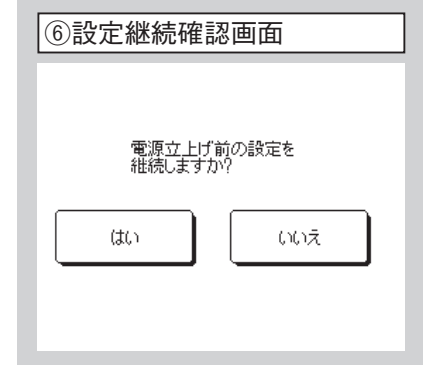 ⑥設定継続確認画面
電源立上げ前の設定を
継続しますか?
はい
いいえ